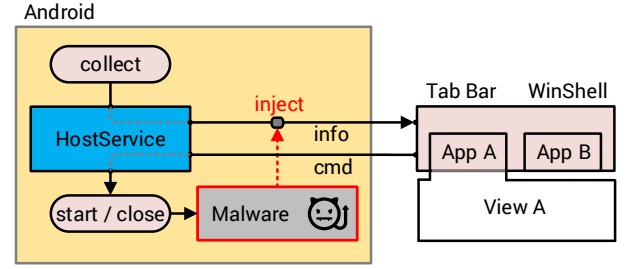 Android
collect
Tab Bar WinShell
inject
info
HostService
App A App B
cmd
start / close
Malware
View A